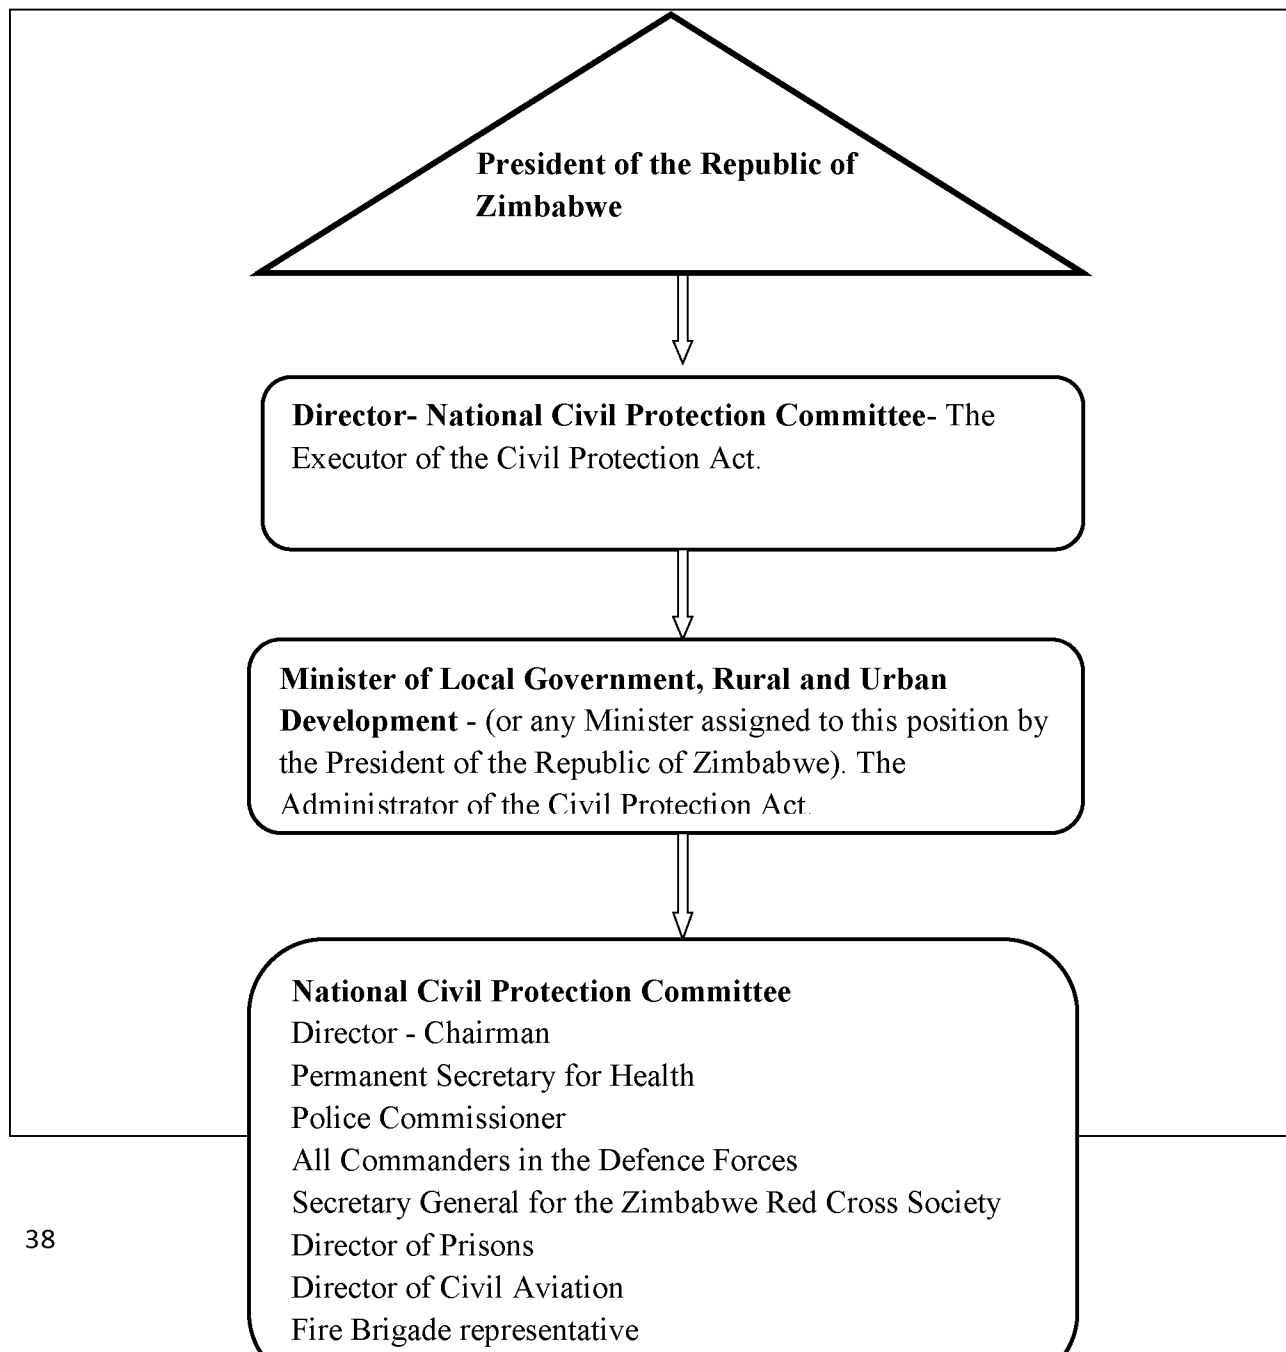 President of the Republic of
Zimbabwe
Director- National Civil Protection Committee- The
Executor of the Civil Protection Act.
Minister of Local Government, Rural and Urban
Development - (or any Minister assigned to this position by
the President of the Republic of Zimbabwe). The
Administrator of the Civil Protection Act.
National Civil Protection Committee
Director - Chairman
Permanent Secretary for Health
Police Commissioner
All Commanders in the Defence Forces
Secretary General for the Zimbabwe Red Cross Society
38
Director of Prisons
Director of Civil Aviation
Fire Brigade representative